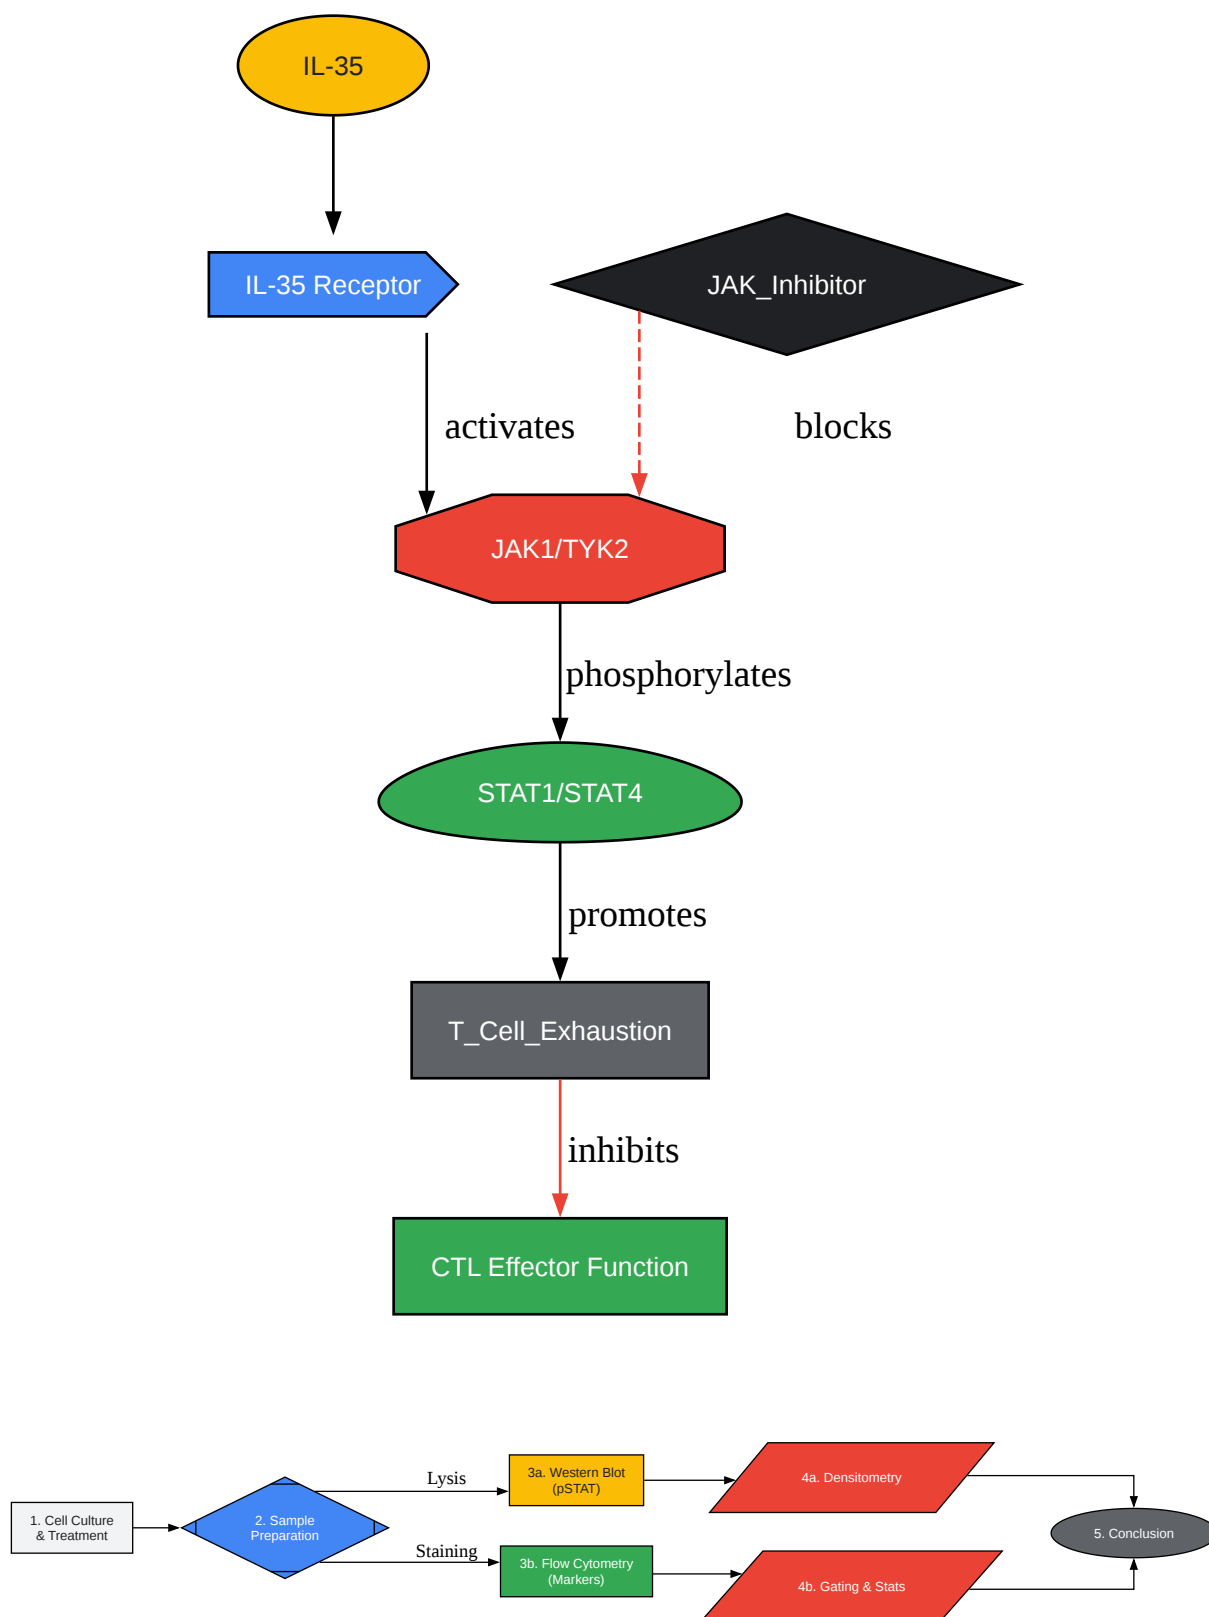 IL-35
IL-35 Receptor
JAK_Inhibitor
activates
blocks
JAK1/TYK2
phosphorylates
STAT1/STAT4
promotes
T_Cell_Exhaustion
inhibits
CTL Effector Function
1. Cell Culture
& Treatment
2. Sample
Preparation
Lysis
Staining
3a. Western Blot
(pSTAT)
3b. Flow Cytometry
(Markers)
4a. Densitometry
4b. Gating & Stats
5. Conclusion